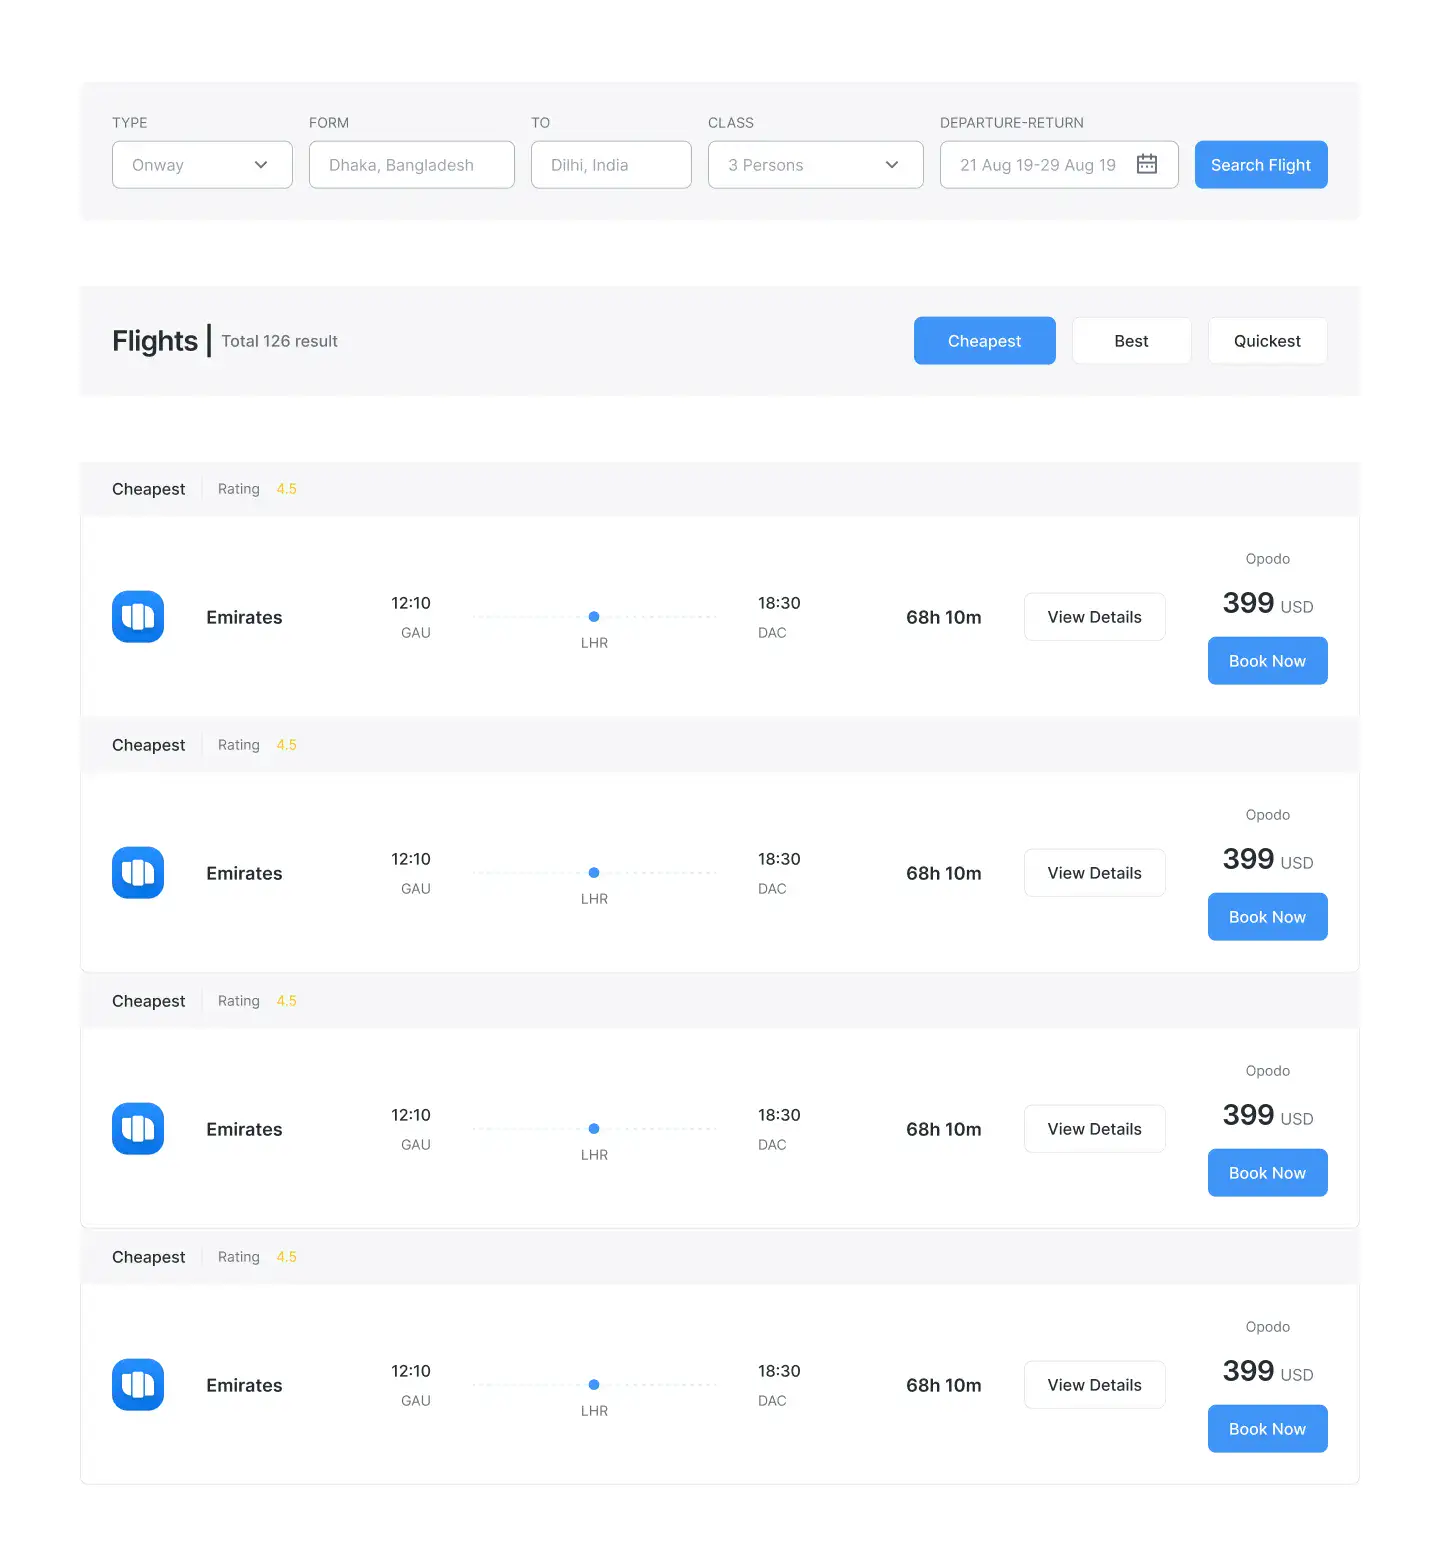 TYPE FORM TO CLASS DEPARTURE-RETURN
Onway Dhaka, Bangladesh Dilhi, India 3 Persons 21 Aug 19-29 Aug 19 Search Flight
Flights | Total 126 result Cheapest Best Quickest
Cheapest Rating 4.5
Opodo
12:10 18:30 399 USD
Emirates 68h 10m View Details
GAU LHR DAC
Book Now
Cheapest Rating 4.5
Opodo
12:10 18:30 399 USD
Emirates 68h 10m View Details
GAU LHR DAC
Book Now
Cheapest Rating 4.5
Opodo
12:10 18:30 399 USD
Emirates 68h 10m View Details
GAU LHR DAC
Book Now
Cheapest Rating 4.5
Opodo
12:10 18:30 399 USD
Emirates 68h 10m View Details
GAU LHR DAC
Book Now